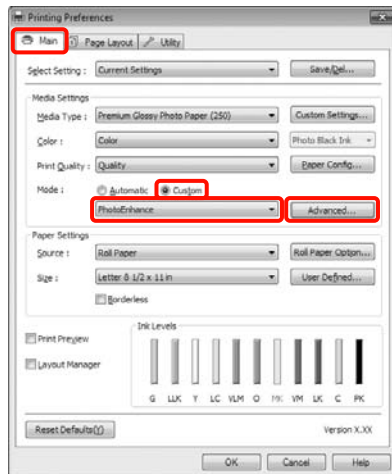 Printing Preferences
Main Page Layout Utility
Select Setting : Current Settings Save/Del...
Media Settings
Media Type : Premium Glossy Photo Paper (250) Custom Settings...
Color : Color Photo Black Ink
Print Quality : Quality Paper Config...
Mode : Automatic Custom
PhotoEnhance Advanced...
Paper Settings
Source : Roll Paper Roll Paper Option...
Size : Letter 8 1/2 x 11 in User Defined...
Borderless
Ink Levels
Print Preview
Layout Manager
G LLK Y LC VLM O MK VM LK C PK
Reset Defaults(Y) Version X.XX
OK Cancel Help